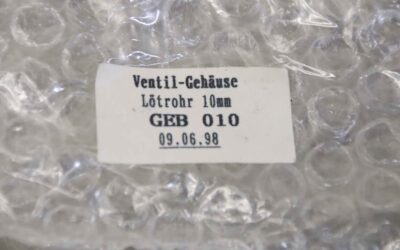 Ventil-Gehäuse
Lötrohr 10mm
GEB 010
09.06.98